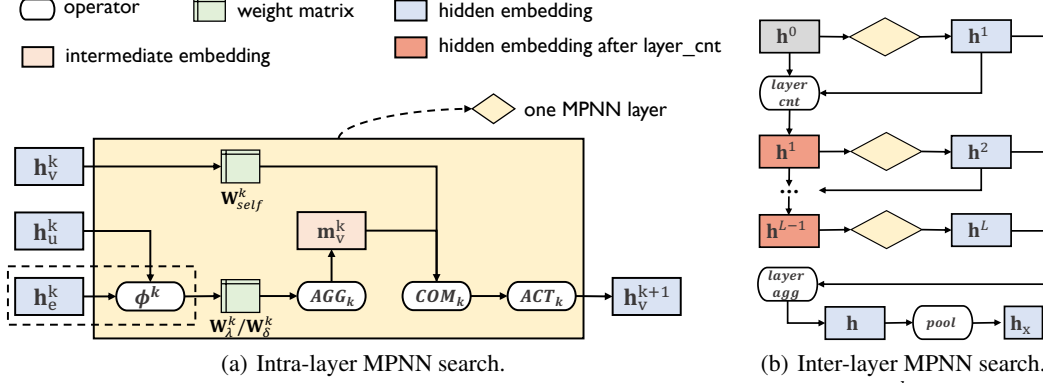 operator
weight matrix
hidden embedding
intermediate embedding
hidden embedding after layer_cnt
one MPNN layer
h_v^k
W_self^k
h_u^k
m_v^k
h_e^k
ϕ^k
W_λ^k/W_δ^k
AGG_k
COM_k
ACT_k
h_v^{k+1}
(a) Intra-layer MPNN search.
h^0
h^1
layer
cnt
h^1
h^2
...
h^{L-1}
h^L
layer
agg
h
pool
h_x
(b) Inter-layer MPNN search.